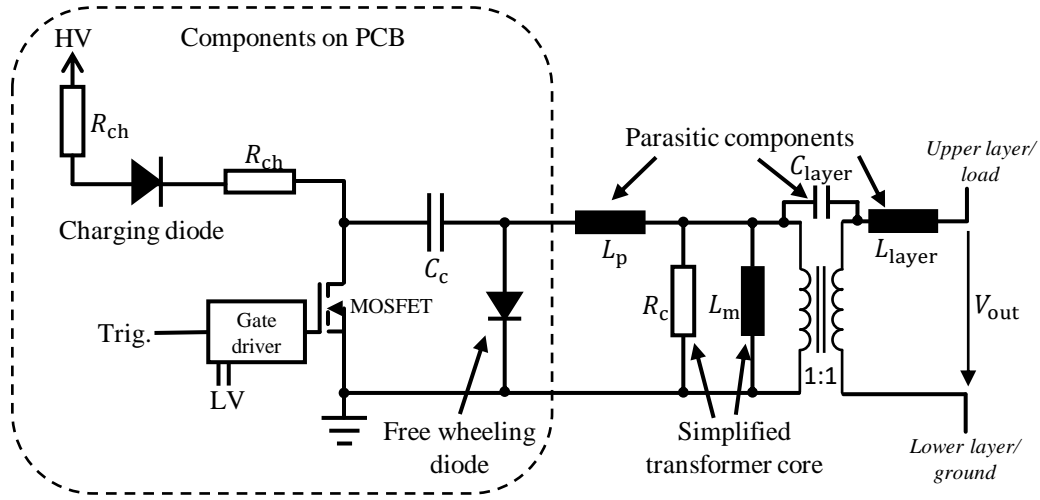 Components on PCB
HV
R_ch
R_ch
Charging diode
C_c
MOSFET
Gate
driver
Trig.
LV
Free wheeling
diode
Parasitic components
L_p
C_layer
L_layer
R_c
L_m
1:1
Simplified
transformer core
Upper layer/
load
V_out
Lower layer/
ground